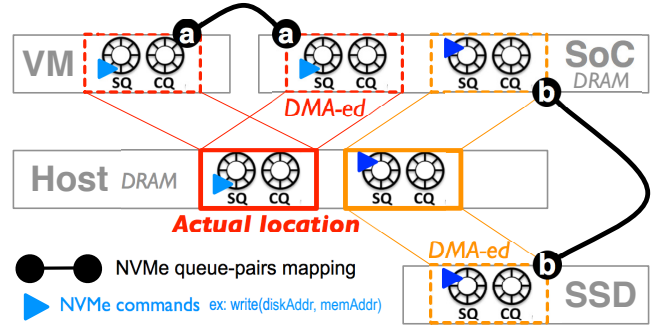 VM
SQ CQ
a
a
SQ CQ
SQ CQ
SoC
DRAM
b
DMA-ed
Host DRAM
SQ CQ
SQ CQ
Actual location
DMA-ed
b
NVMe queue-pairs mapping
NVMe commands ex: write(diskAddr, memAddr)
SQ CQ
SSD